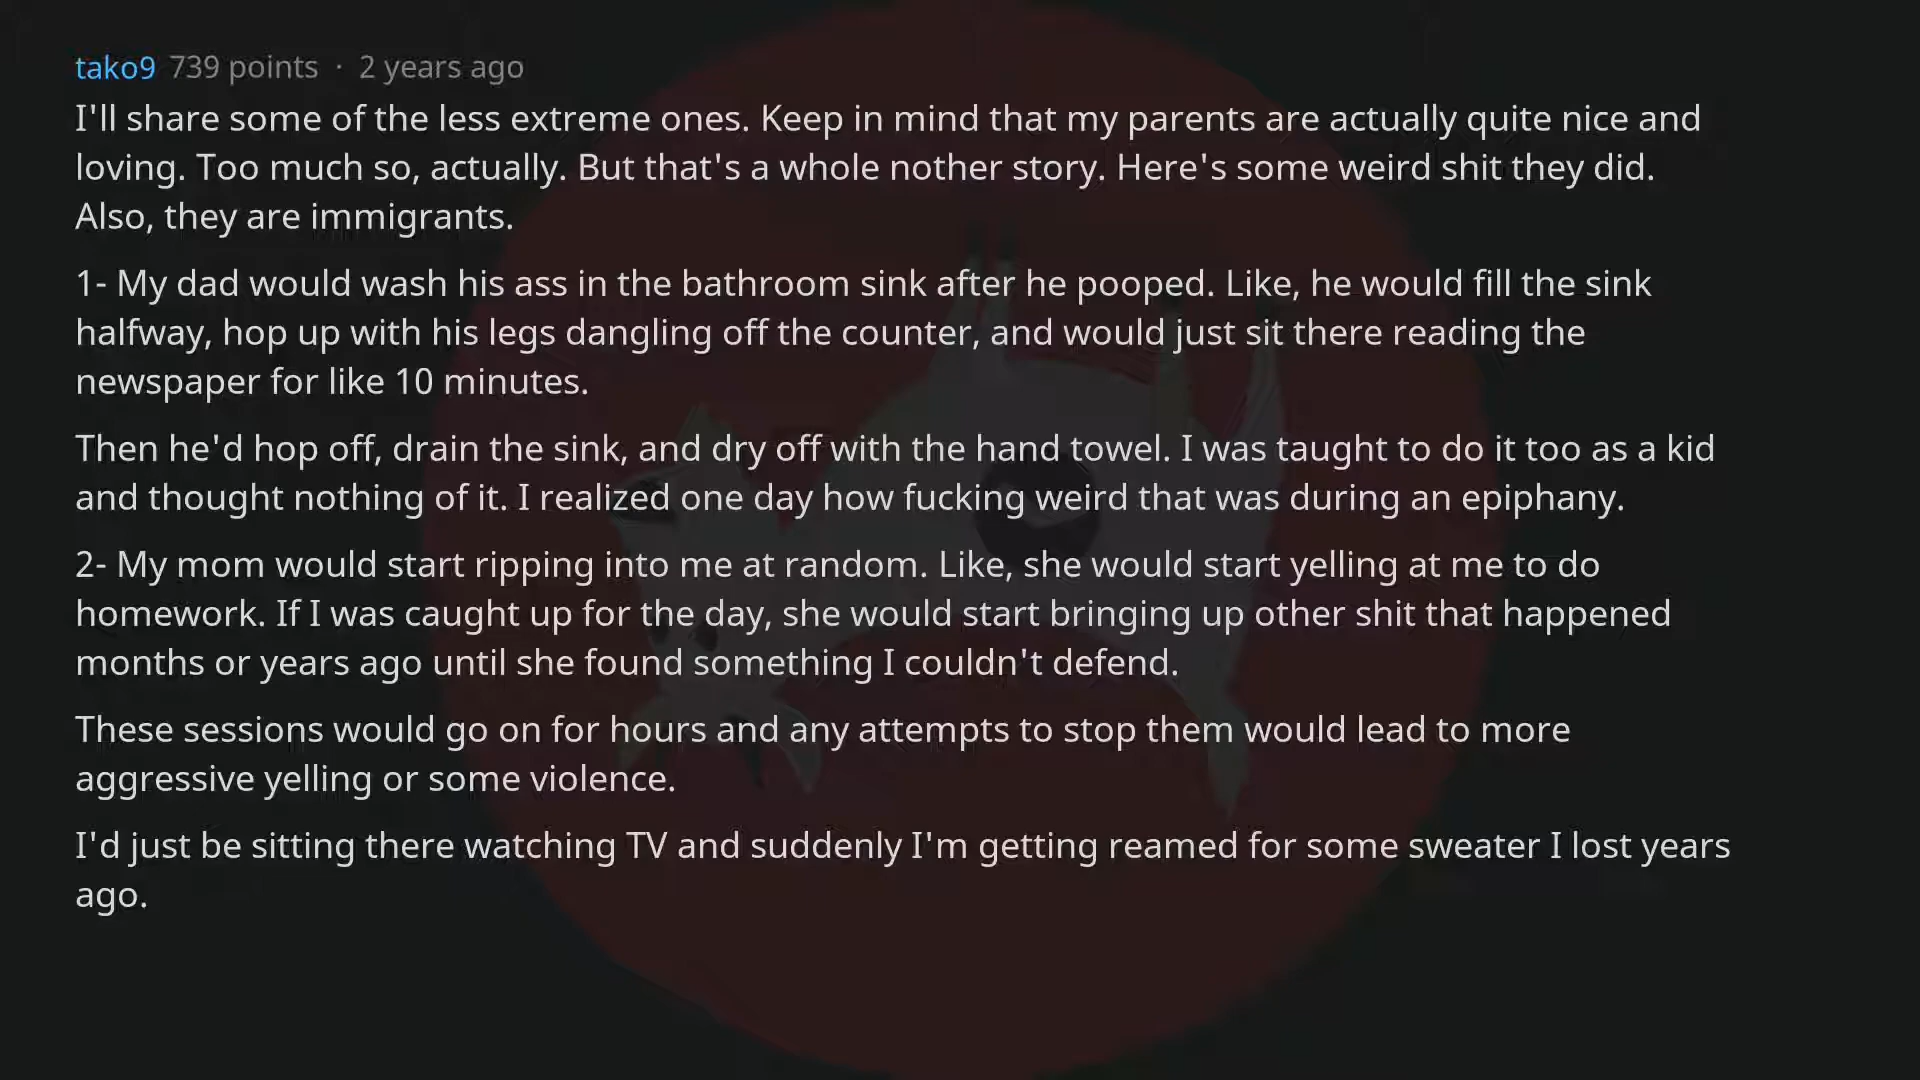 tako9 739 points · 2 years ago
I'll share some of the less extreme ones. Keep in mind that my parents are actually quite nice and
loving. Too much so, actually. But that's a whole nother story. Here's some weird shit they did.
Also, they are immigrants.
1- My dad would wash his ass in the bathroom sink after he pooped. Like, he would fill the sink
halfway, hop up with his legs dangling off the counter, and would just sit there reading the
newspaper for like 10 minutes.
Then he'd hop off, drain the sink, and dry off with the hand towel. I was taught to do it too as a kid
and thought nothing of it. I realized one day how fucking weird that was during an epiphany.
2- My mom would start ripping into me at random. Like, she would start yelling at me to do
homework. If I was caught up for the day, she would start bringing up other shit that happened
months or years ago until she found something I couldn't defend.
These sessions would go on for hours and any attempts to stop them would lead to more
aggressive yelling or some violence.
I'd just be sitting there watching TV and suddenly I'm getting reamed for some sweater I lost years
ago.